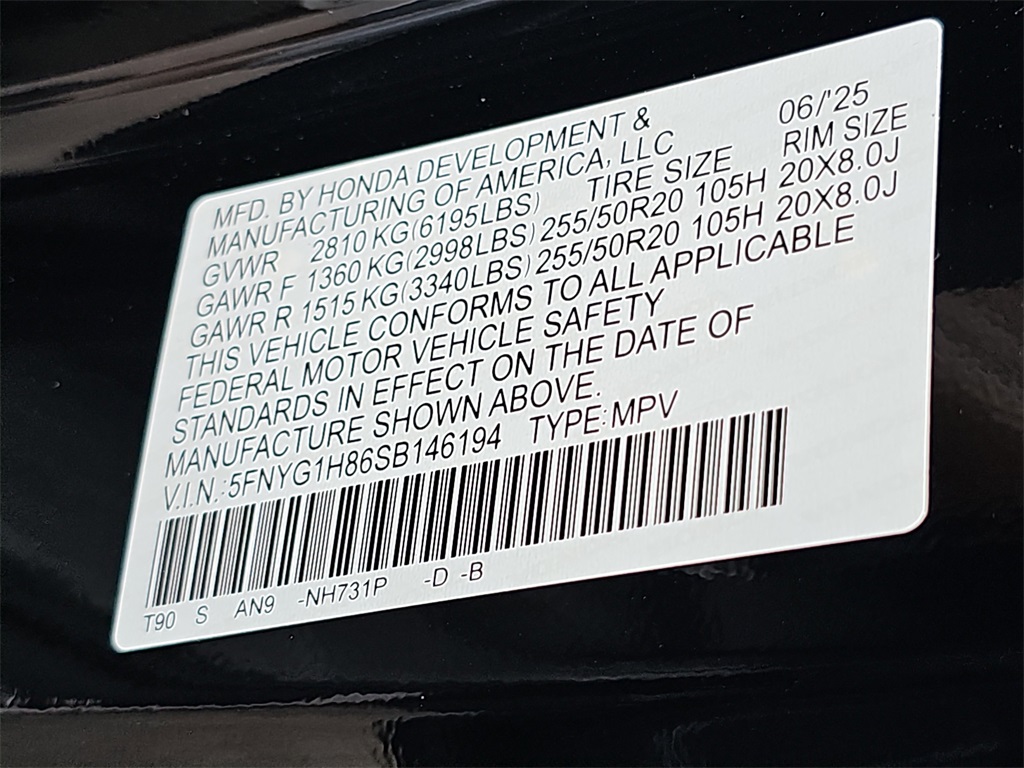 MFD. BY HONDA DEVELOPMENT & 06/'25
MANUFACTURING OF AMERICA, LLC RIM SIZE
GVWR 2810 KG(6195LBS) TIRE SIZE
GAWR F 1360 KG(2998LBS) 255/50R20 105H 20X8.0J
GAWR R 1515 KG(3340LBS) 255/50R20 105H 20X8.0J
THIS VEHICLE CONFORMS TO ALL APPLICABLE
FEDERAL MOTOR VEHICLE SAFETY
STANDARDS IN EFFECT ON THE DATE OF
MANUFACTURE SHOWN ABOVE.
V.I.N.: 5FNYG1H86SB146194 TYPE: MPV
T90 S AN9 -NH731P -D -B